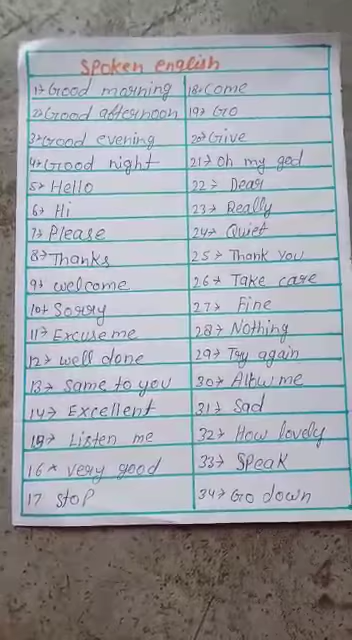 Spoken english
1→ Good morning
2→ Good afternoon
3→ Good evening
4→ Good night
5→ Hello
6→ Hi
7→ Please
8→ Thanks
9→ welcome
10→ Sorry
11→ Excuse me
12→ well done
13→ Same to you
14→ Excellent
15→ Listen me
16→ very good
17 Stop
18→ Come
19→ Go
20→ Give
21→ oh my god
22→ Dear
23→ Really
24→ Quiet
25→ Thank you
26→ Take care
27→ Fine
28→ Nothing
29→ Try again
30→ Allow me
31→ Sad
32→ How lovely
33→ Speak
34→ Go down